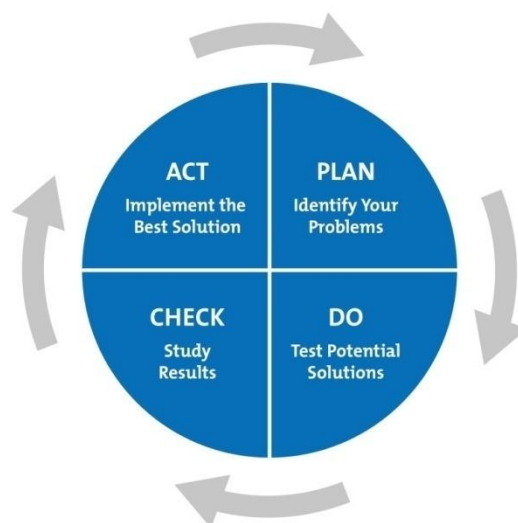 ACT
Implement the
Best Solution
PLAN
Identify Your
Problems
CHECK
Study
Results
DO
Test Potential
Solutions